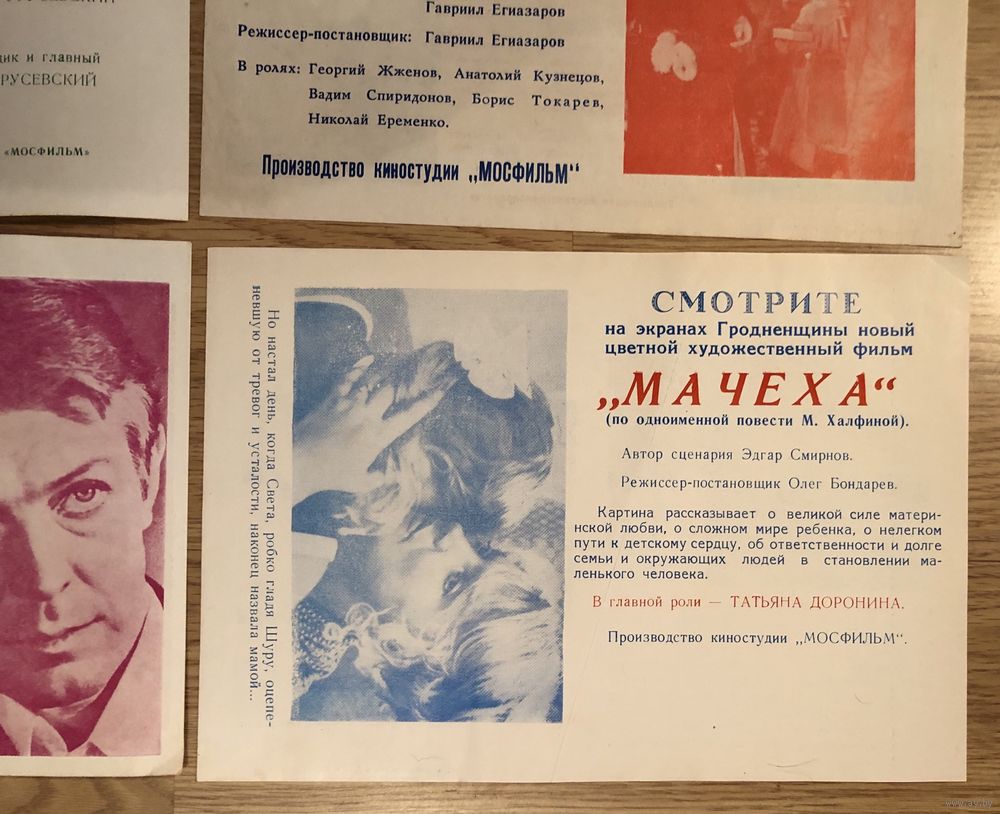 дик и главный
РУСЕВСКИЙ
«МОСФИЛЬМ»
Гавриил Егиазаров
Режиссер-постановщик: Гавриил Егиазаров
В ролях: Георгий Жженов, Анатолий Кузнецов,
Вадим Спиридонов, Борис Токарев,
Николай Еременко.
Производство киностудии „МОСФИЛЬМ“
Но настал день, когда Света, робко гладя Шуру, оцепе-
невшую от тревог и усталости, наконец назвала мамой...
СМОТРИТЕ
на экранах Гродненщины новый
цветной художественный фильм
„МАЧЕХА“
(по одноименной повести М. Халфиной).
Автор сценария Эдгар Смирнов.
Режиссер-постановщик Олег Бондарев.
Картина рассказывает о великой силе матери-
нской любви, о сложном мире ребенка, о нелегком
пути к детскому сердцу, об ответственности и долге
семьи и окружающих людей в становлении ма-
ленького человека.
В главной роли — ТАТЬЯНА ДОРОНИНА.
Производство киностудии „МОСФИЛЬМ“.
www.ay.by